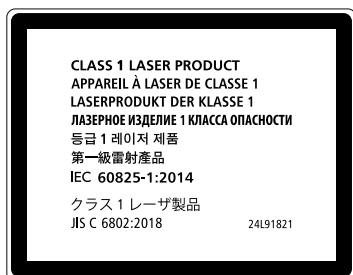 CLASS 1 LASER PRODUCT
APPAREIL À LASER DE CLASSE 1
LASERPRODUKT DER KLASSE 1
ЛАЗЕРНОЕ ИЗДЕЛИЕ 1 КЛАССА ОПАСНОСТИ
등급 1 레이저 제품
第一級雷射產品
IEC 60825-1:2014
クラス 1 レーザ製品
JIS C 6802:2018 24L91821